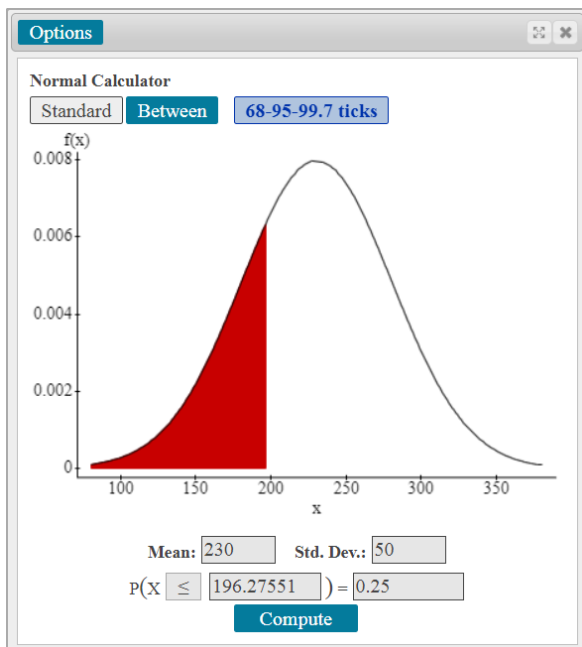 Options
Normal Calculator
Standard Between 68-95-99.7 ticks
f(x)
0.008
0.006
0.004
0.002
0
100 150 200 250 300 350
x
Mean: 230 Std. Dev.: 50
P(X ≤ 196.27551 ) = 0.25
Compute